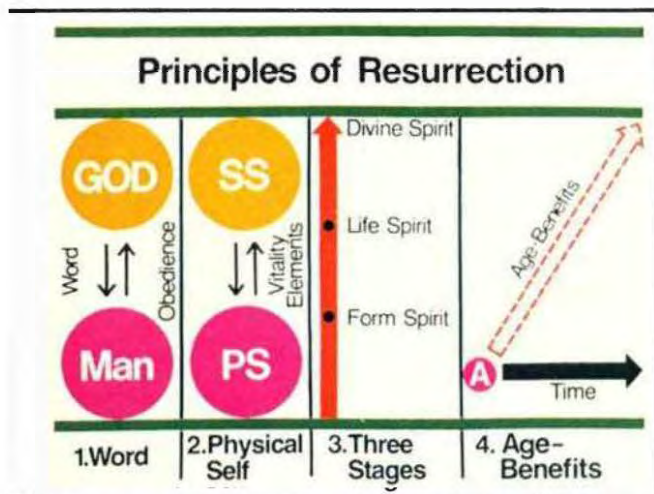 Principles of Resurrection
GOD
Word
Obedience
Man
1.Word
SS
Vitality
Elements
PS
2.Physical
Self
Divine Spirit
Life Spirit
Form Spirit
3.Three
Stages
Age-Benefits
A
Time
4. Age-
Benefits